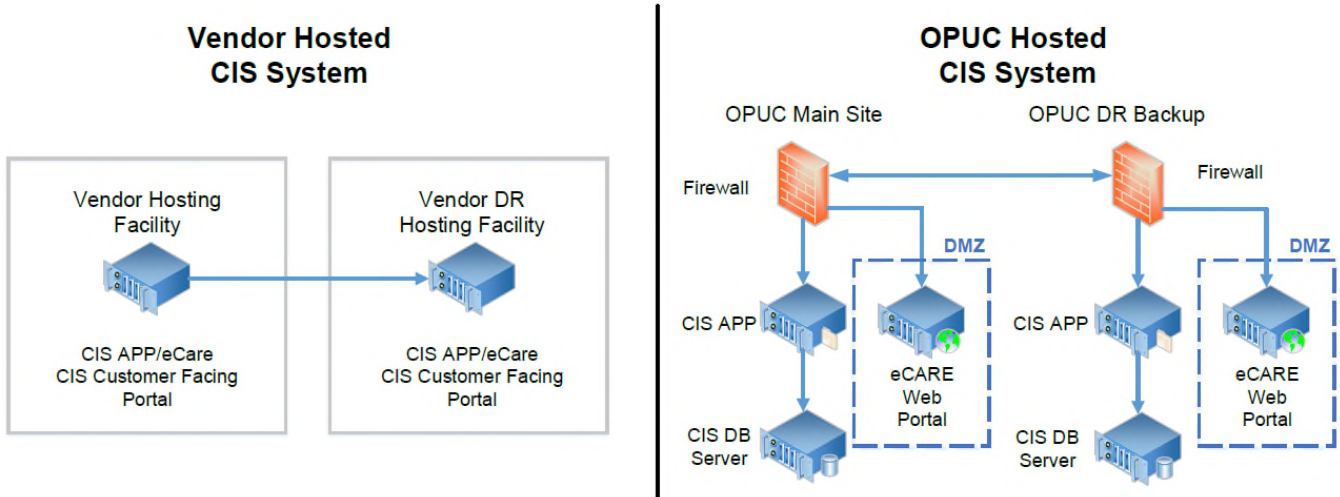 Vendor Hosted
CIS System
Vendor Hosting
Facility
CIS APP/eCare
CIS Customer Facing
Portal
Vendor DR
Hosting Facility
CIS APP/eCare
CIS Customer Facing
Portal
OPUC Hosted
CIS System
OPUC Main Site
Firewall
DMZ
CIS APP
eCARE
Web
Portal
CIS DB
Server
OPUC DR Backup
Firewall
DMZ
CIS APP
eCARE
Web
Portal
CIS DB
Server